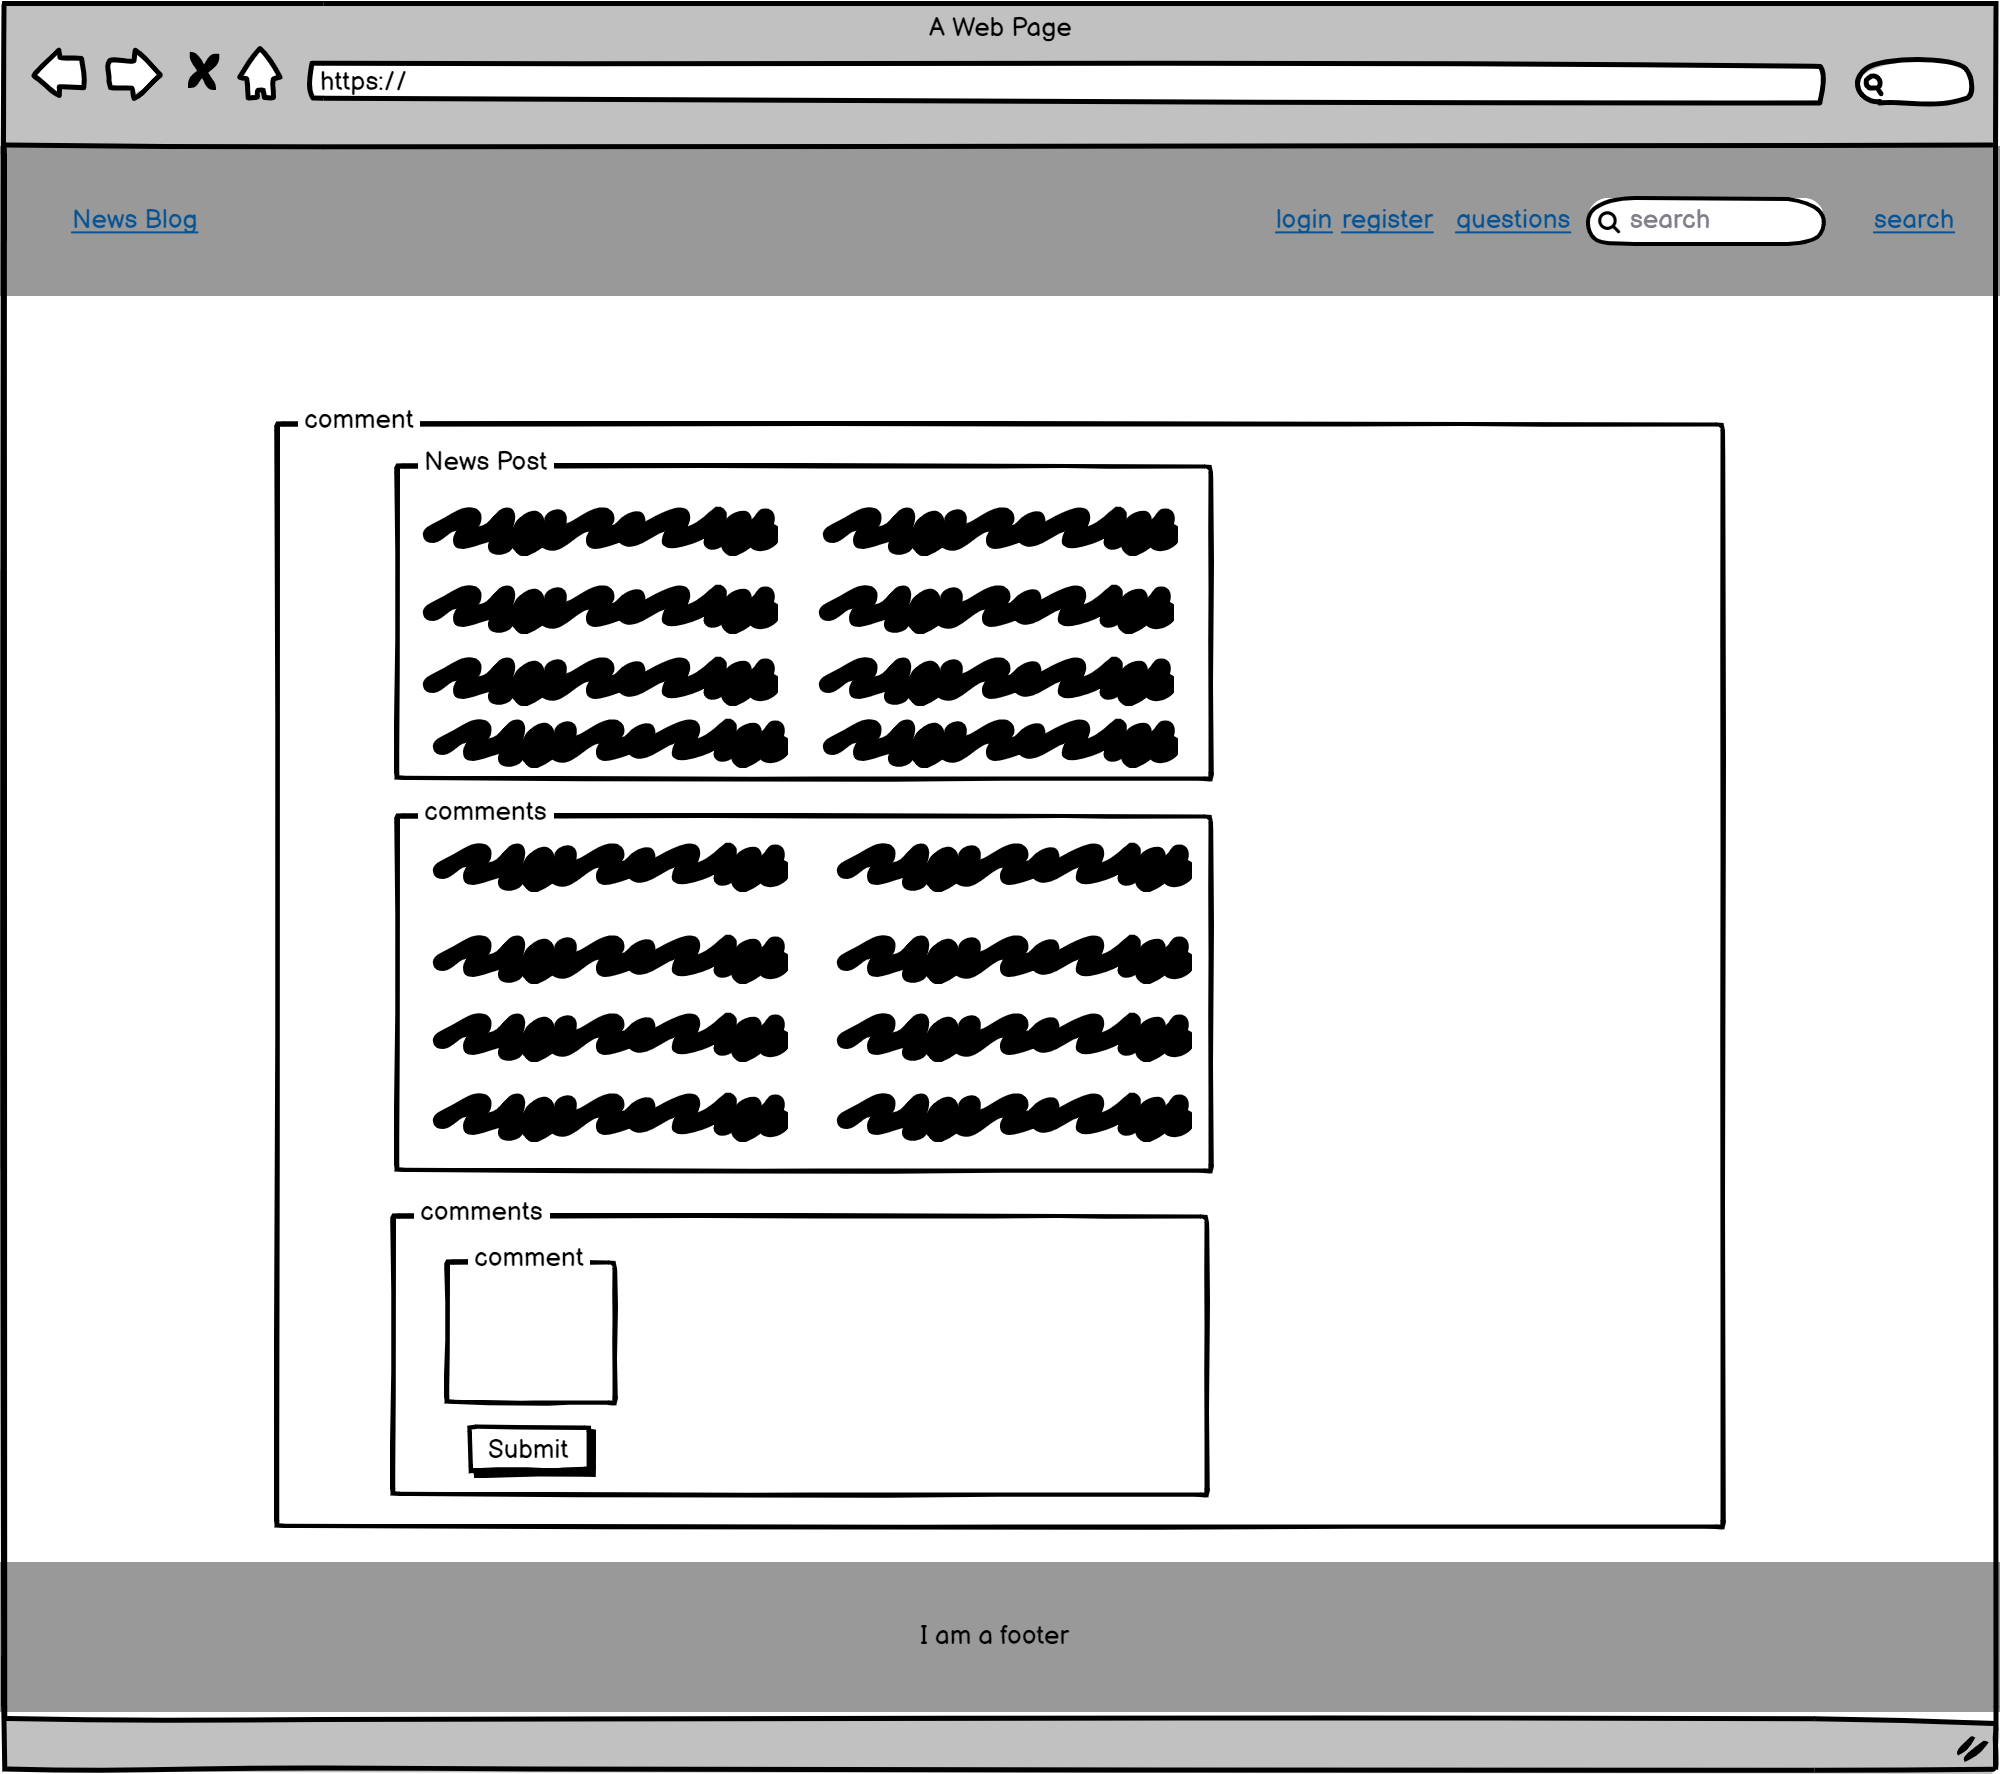 A Web Page
https://
News Blog login register questions search search
comment
News Post
comments
comments
comment
Submit
I am a footer